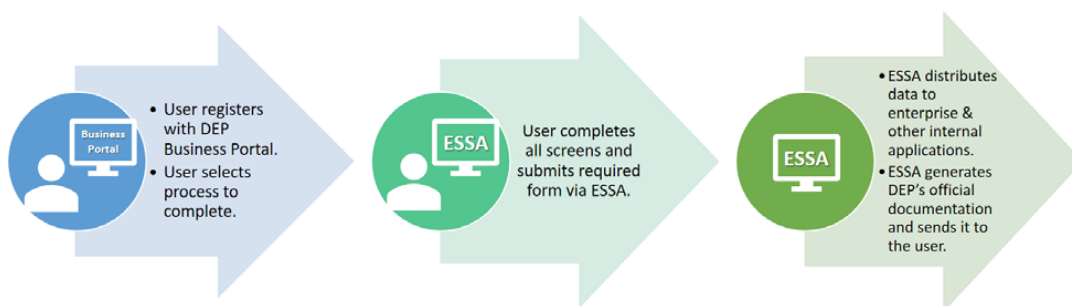 Business
Portal
• User registers
with DEP
Business Portal.
• User selects
process to
complete.
ESSA
User completes
all screens and
submits required
form via ESSA.
ESSA
• ESSA distributes
data to
enterprise &
other internal
applications.
• ESSA generates
DEP's official
documentation
and sends it to
the user.